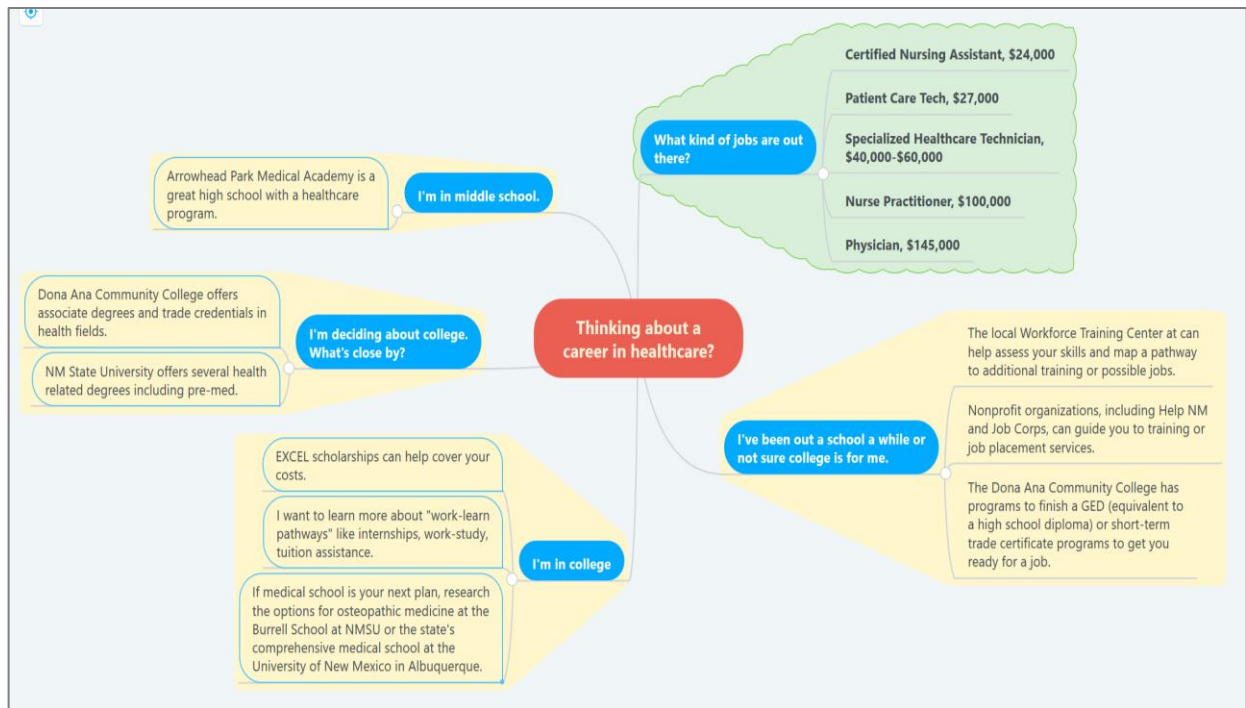 Thinking about a
career in healthcare?
What kind of jobs are out
there?
Certified Nursing Assistant, $24,000
Patient Care Tech, $27,000
Specialized Healthcare Technician,
$40,000-$60,000
Nurse Practitioner, $100,000
Physician, $145,000
I'm in middle school.
Arrowhead Park Medical Academy is a
great high school with a healthcare
program.
I'm deciding about college.
What's close by?
Dona Ana Community College offers
associate degrees and trade credentials in
health fields.
NM State University offers several health
related degrees including pre-med.
I'm in college
EXCEL scholarships can help cover your
costs.
I want to learn more about "work-learn
pathways" like internships, work-study,
tuition assistance.
If medical school is your next plan, research
the options for osteopathic medicine at the
Burrell School at NMSU or the state's
comprehensive medical school at the
University of New Mexico in Albuquerque.
I've been out a school a while or
not sure college is for me.
The local Workforce Training Center at can
help assess your skills and map a pathway
to additional training or possible jobs.
Nonprofit organizations, including Help NM
and Job Corps, can guide you to training or
job placement services.
The Dona Ana Community College has
programs to finish a GED (equivalent to
a high school diploma) or short-term
trade certificate programs to get you
ready for a job.